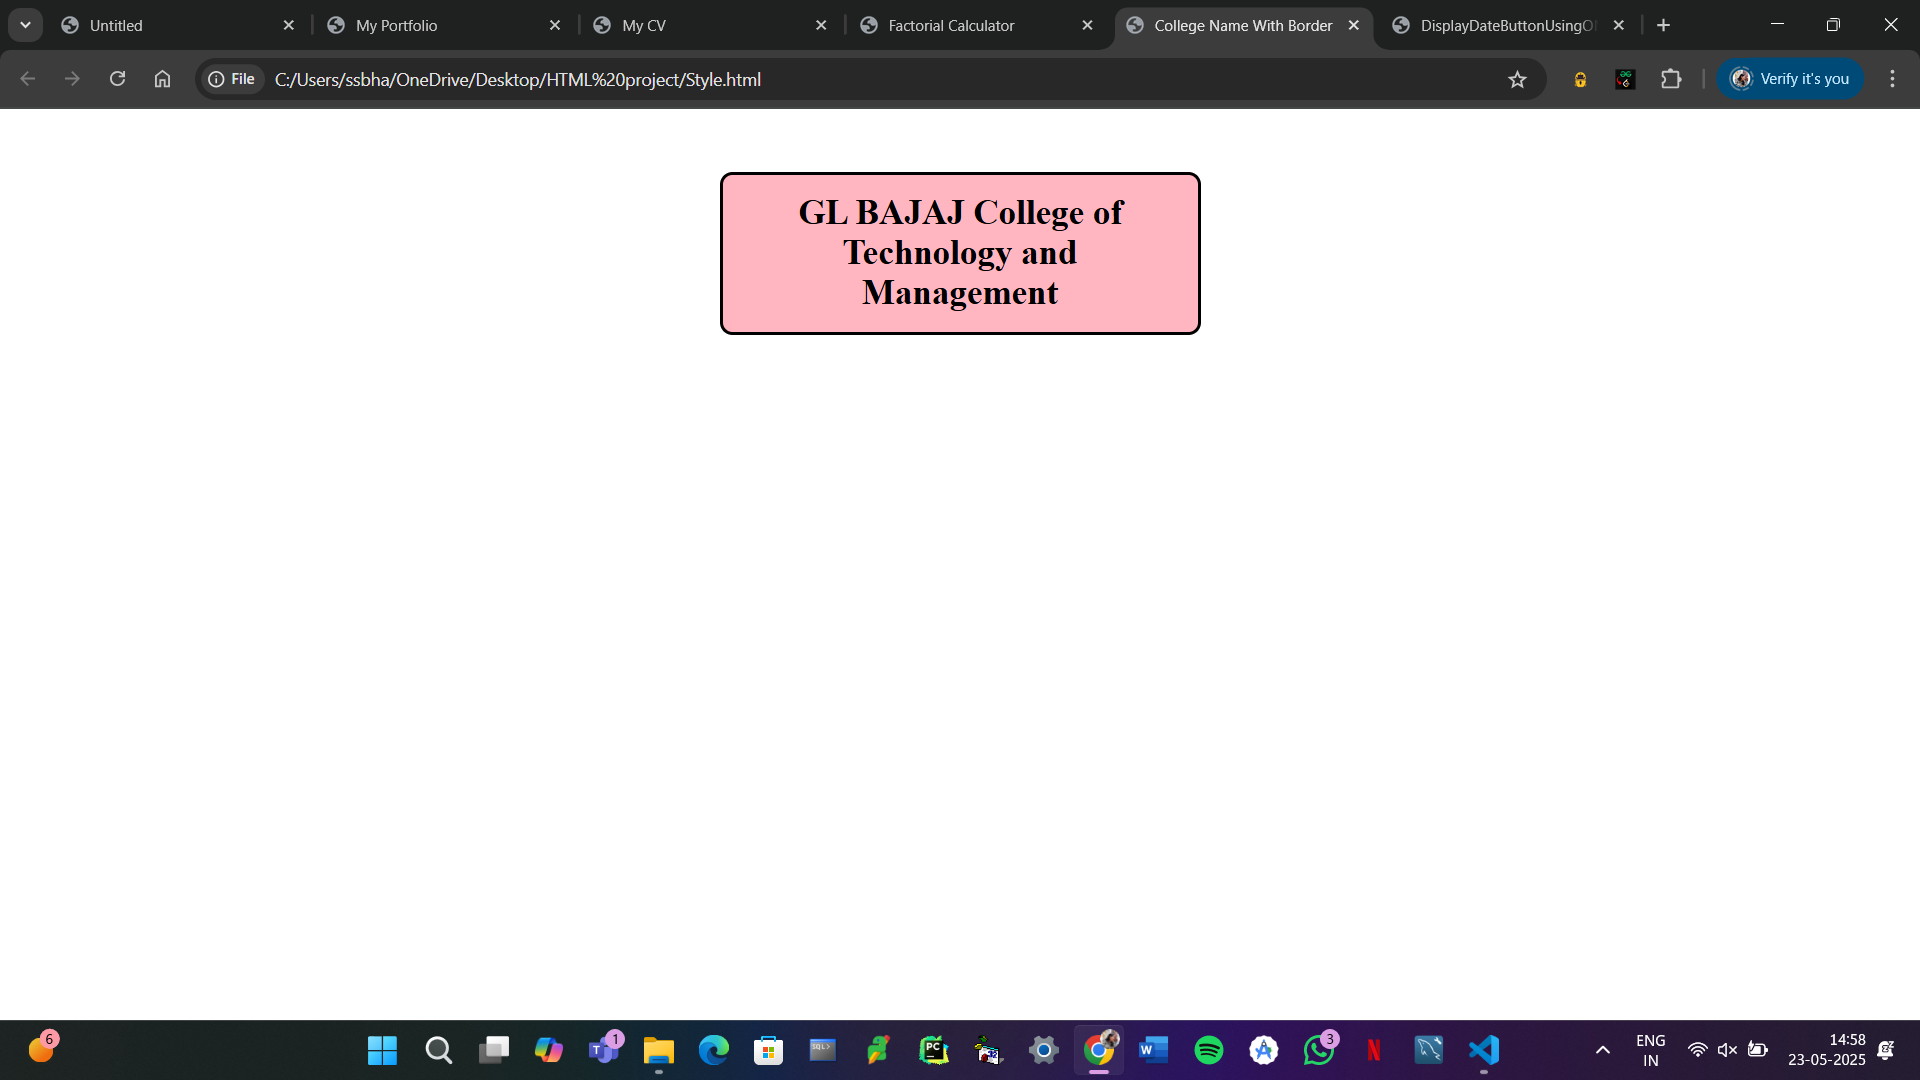 Untitled
My Portfolio
My CV
Factorial Calculator
College Name With Border
DisplayDateButtonUsingO
File
C:/Users/ssbha/OneDrive/Desktop/HTML%20project/Style.html
Verify it's you
GL BAJAJ College of
Technology and
Management
6
1
SQL>
PC
W
3
N
ENG
IN
14:58
23-05-2025